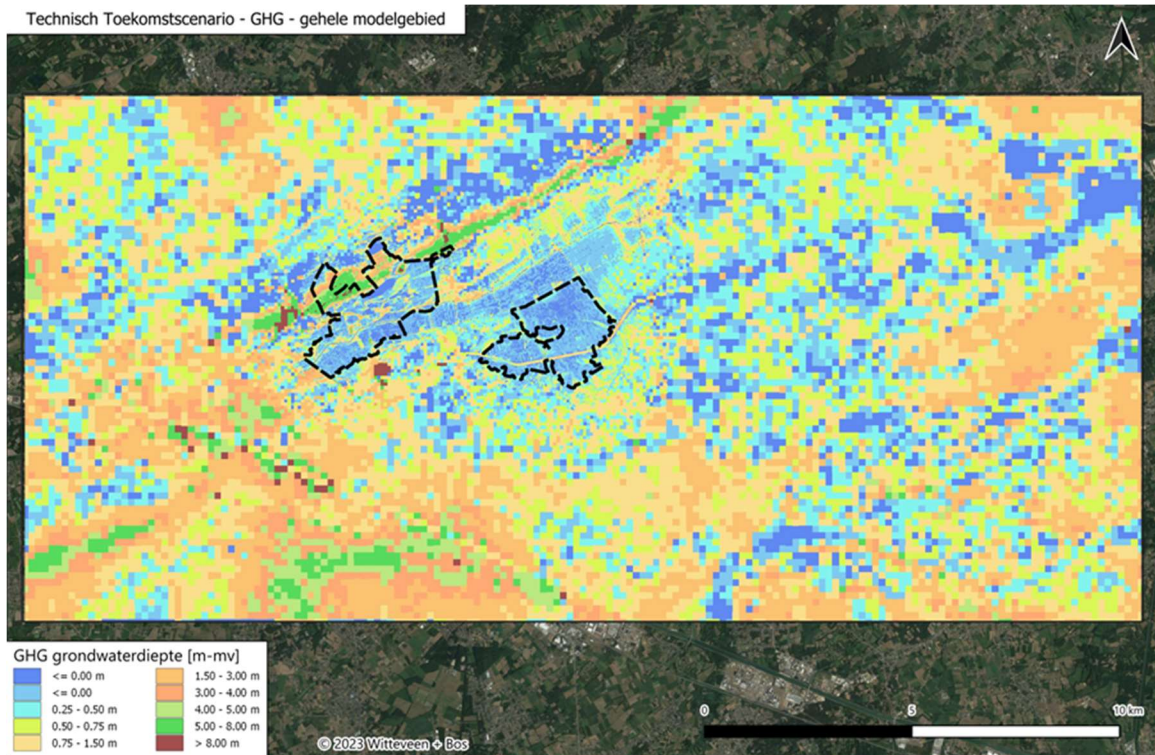 Technisch Toekomstscenario - GHG - gehele modelgebied
GHG grondwaterdiepte [m-mv]
<= 0.00 m
<= 0.00
0.25 - 0.50 m
0.50 - 0.75 m
0.75 - 1.50 m
1.50 - 3.00 m
3.00 - 4.00 m
4.00 - 5.00 m
5.00 - 8.00 m
> 8.00 m
© 2023 Witteveen + Bos
0
5
10 km